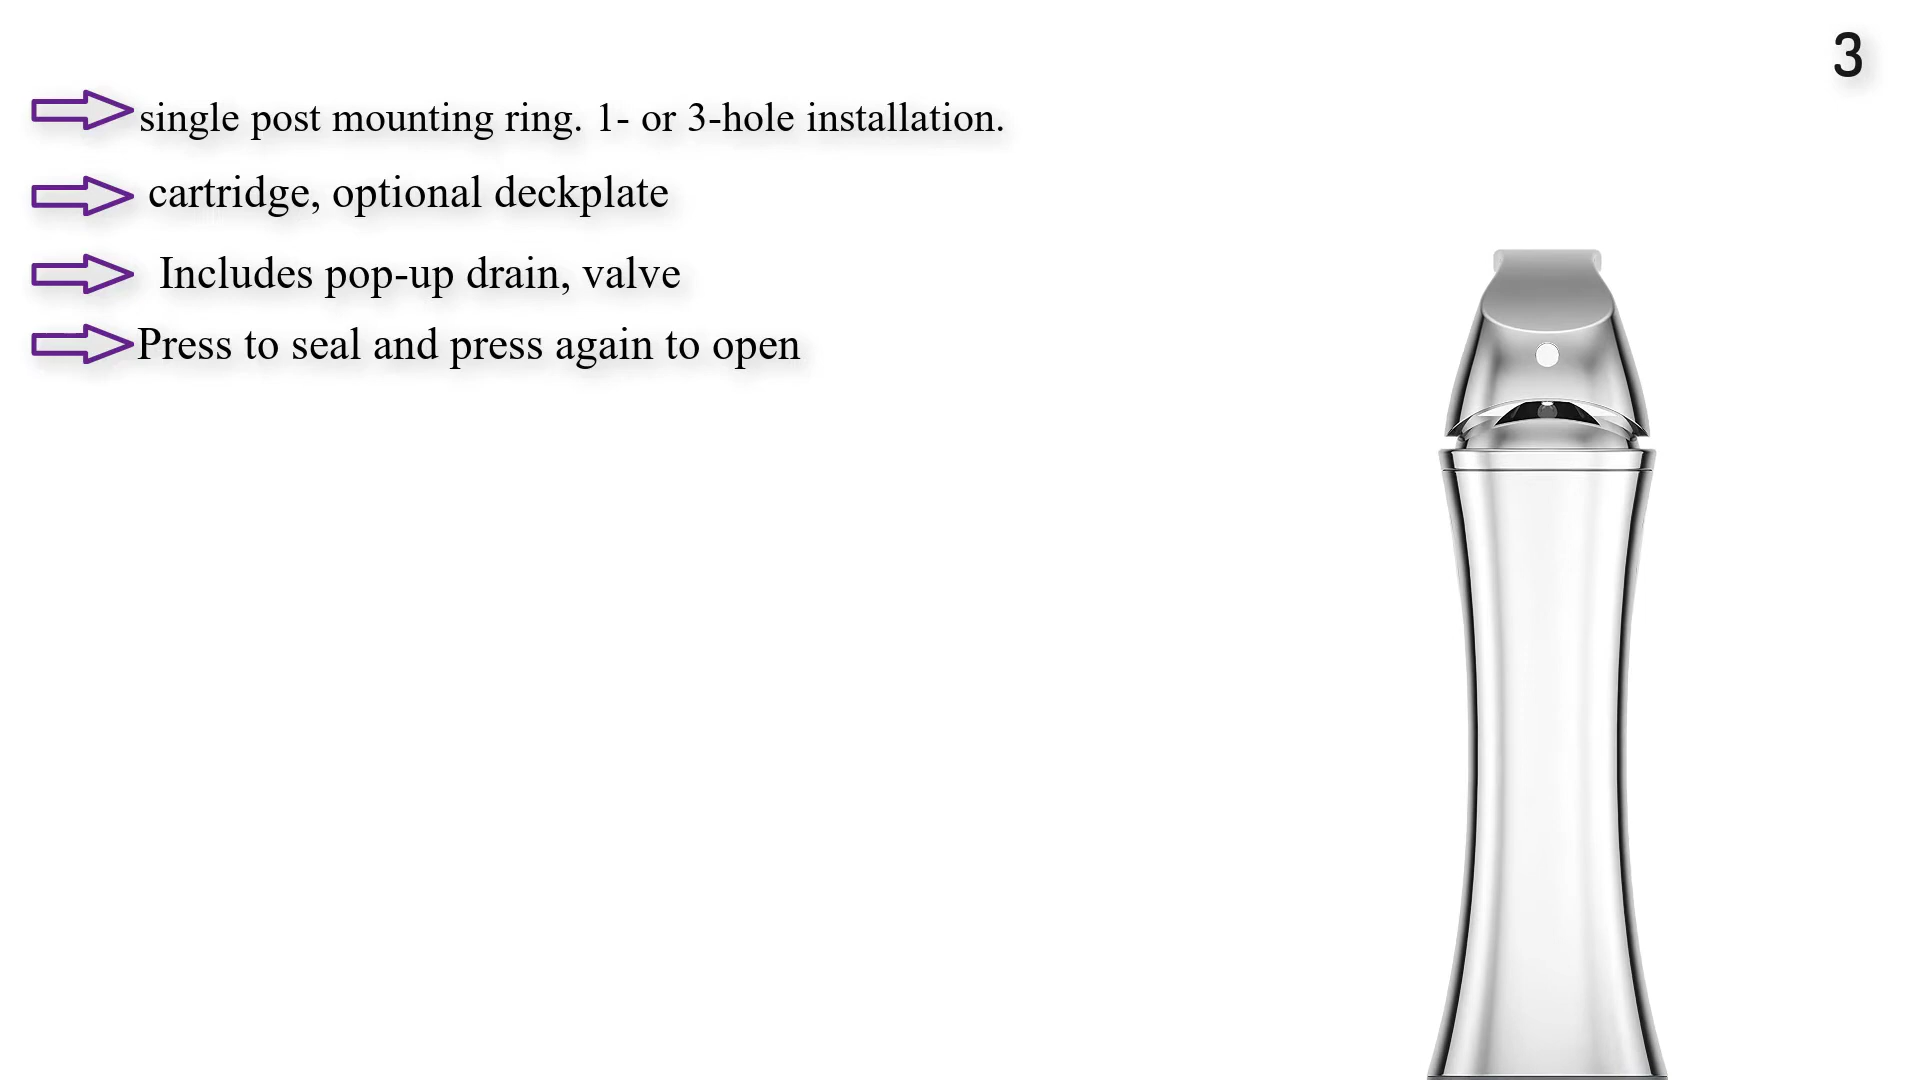 3
single post mounting ring. 1- or 3-hole installation.
cartridge, optional deckplate
Includes pop-up drain, valve
Press to seal and press again to open